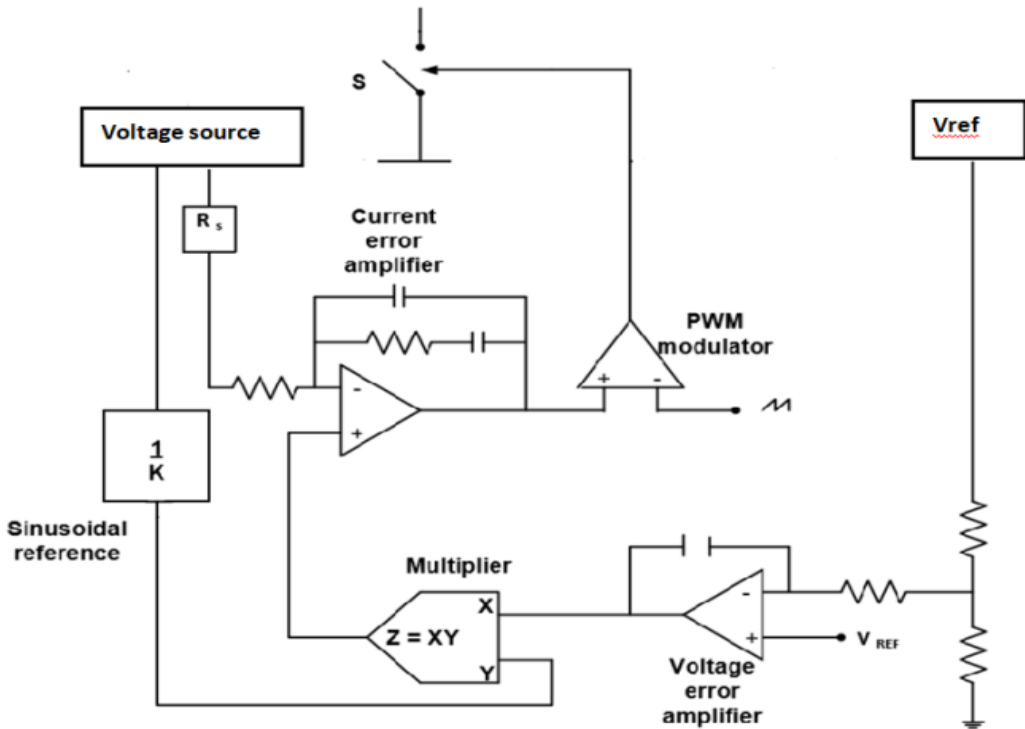 S
Voltage source
Vref
R s
Current
error
amplifier
PWM
modulator
+ -
-
+
1
K
Sinusoidal
reference
Multiplier
X
Z = XY
Y
-
+
V REF
Voltage
error
amplifier